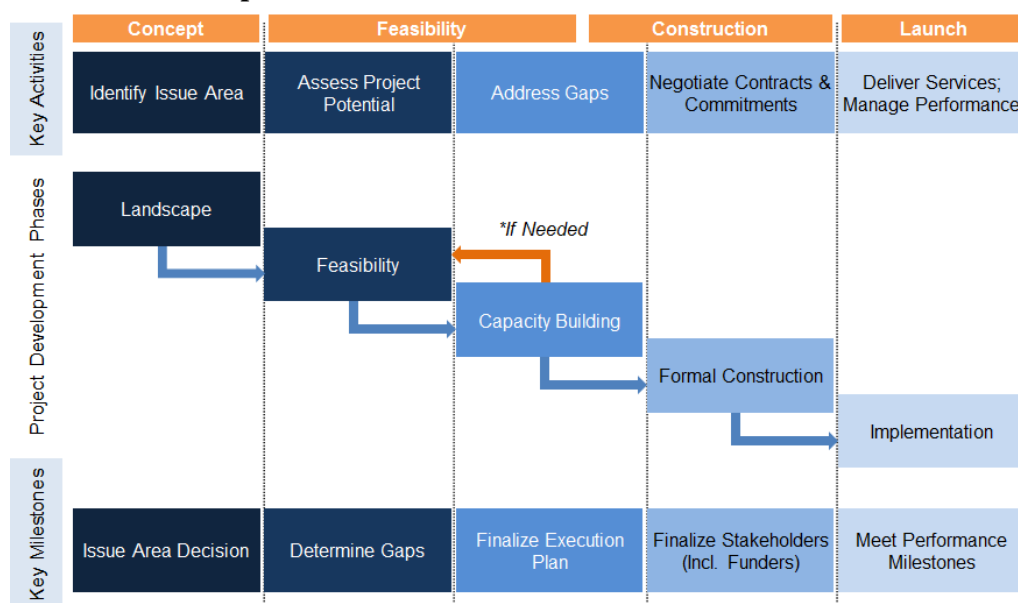 Concept
Feasibility
Construction
Launch
Key Activities
Identify Issue Area
Assess Project
Potential
Address Gaps
Negotiate Contracts &
Commitments
Deliver Services;
Manage Performance
Project Development Phases
Landscape
Feasibility
*If Needed
Capacity Building
Formal Construction
Implementation
Key Milestones
Issue Area Decision
Determine Gaps
Finalize Execution
Plan
Finalize Stakeholders
(Incl. Funders)
Meet Performance
Milestones